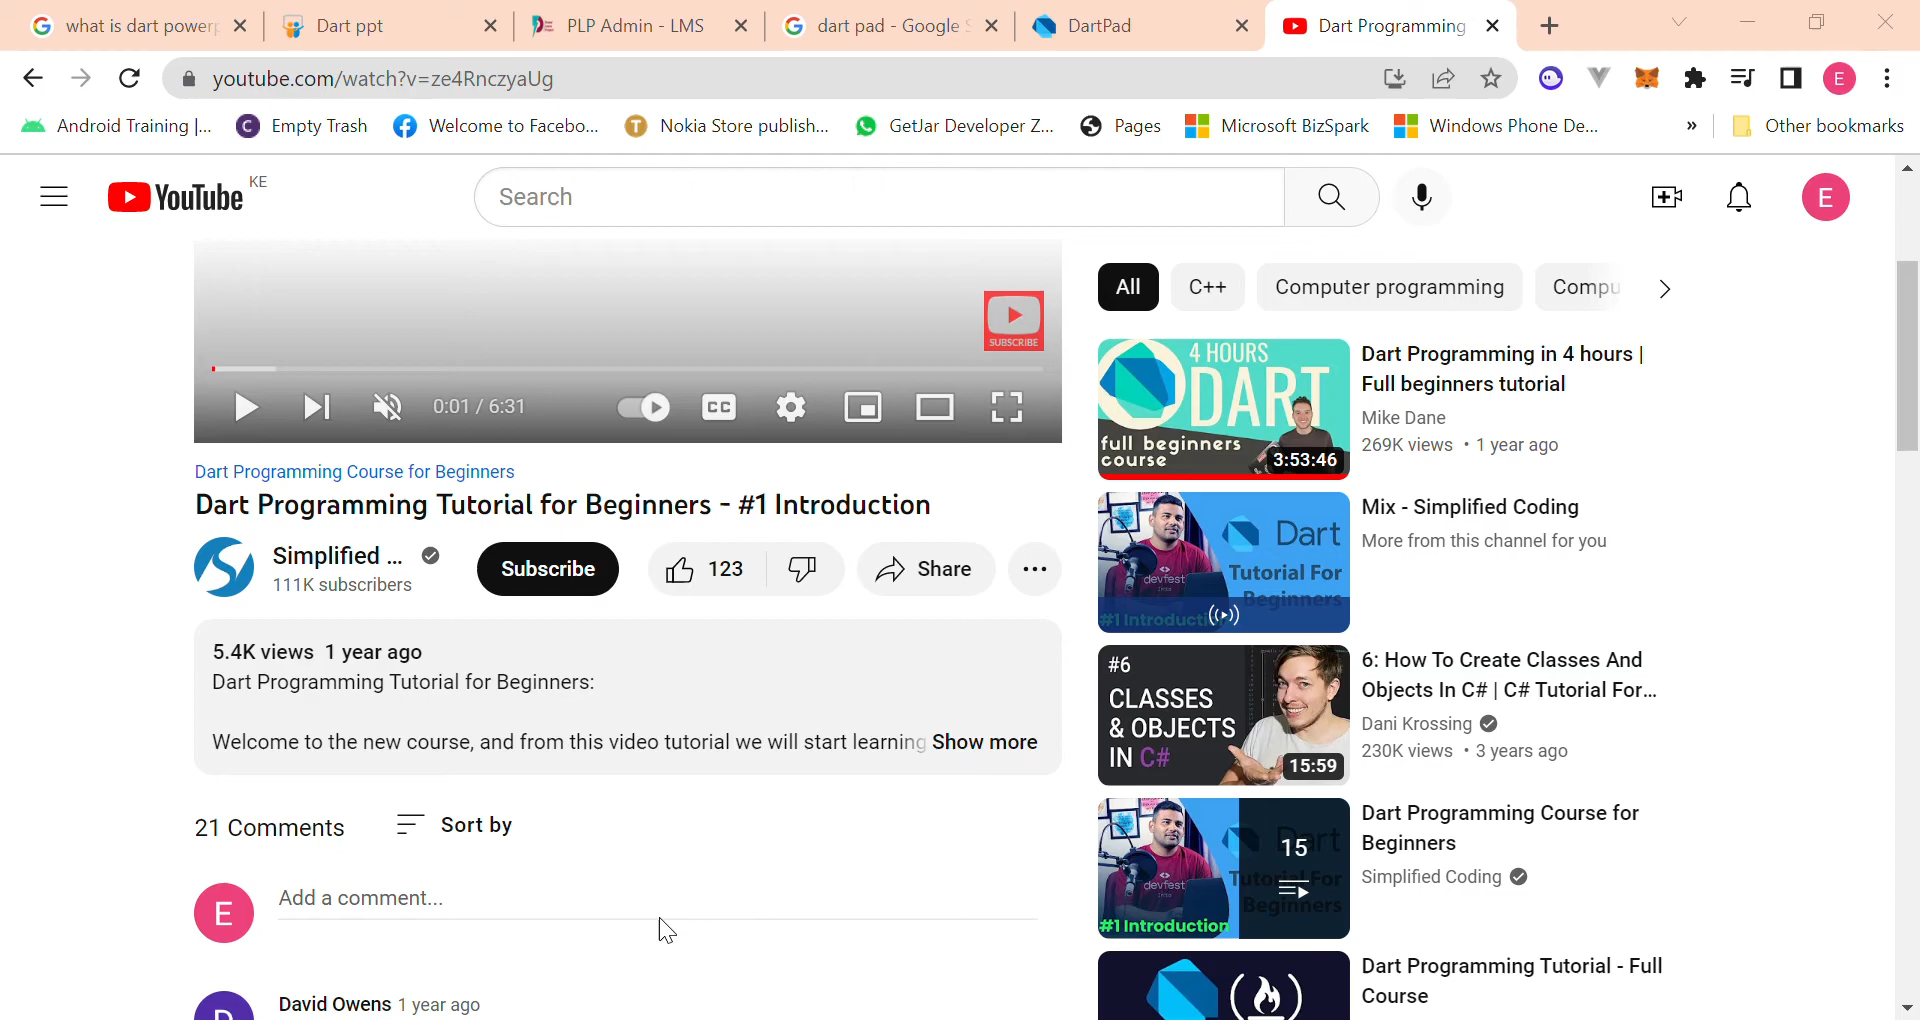 what is dart power
Dart ppt
PLP Admin - LMS
dart pad - Google S
DartPad
Dart Programming
youtube.com/watch?v=ze4RnczyaUg
E
Android Training |...
C
Empty Trash
Welcome to Facebo...
T
Nokia Store publish...
GetJar Developer Z...
Pages
Microsoft BizSpark
Windows Phone De...
»
Other bookmarks
YouTube KE
Search
E
SUBSCRIBE
0:01 / 6:31
CC
Dart Programming Course for Beginners
Dart Programming Tutorial for Beginners - #1 Introduction
Simplified ...
111K subscribers
Subscribe
123
Share
5.4K views 1 year ago
Dart Programming Tutorial for Beginners:
Welcome to the new course, and from this video tutorial we will start learning Show more
21 Comments
Sort by
E
Add a comment...
D
David Owens 1 year ago
All
C++
Computer programming
Compu
4 HOURS
DART
full beginners
course
3:53:46
Dart Programming in 4 hours |
Full beginners tutorial
Mike Dane
269K views • 1 year ago
Dart
Tutorial For
Beginners
devfest
#1 Introducti
Mix - Simplified Coding
More from this channel for you
#6
CLASSES
& OBJECTS
IN C#
15:59
6: How To Create Classes And
Objects In C# | C# Tutorial For...
Dani Krossing
230K views • 3 years ago
Dart
15
Tutorial For
Beginners
devfest
#1 Introduction
Dart Programming Course for
Beginners
Simplified Coding
Dart Programming Tutorial - Full
Course